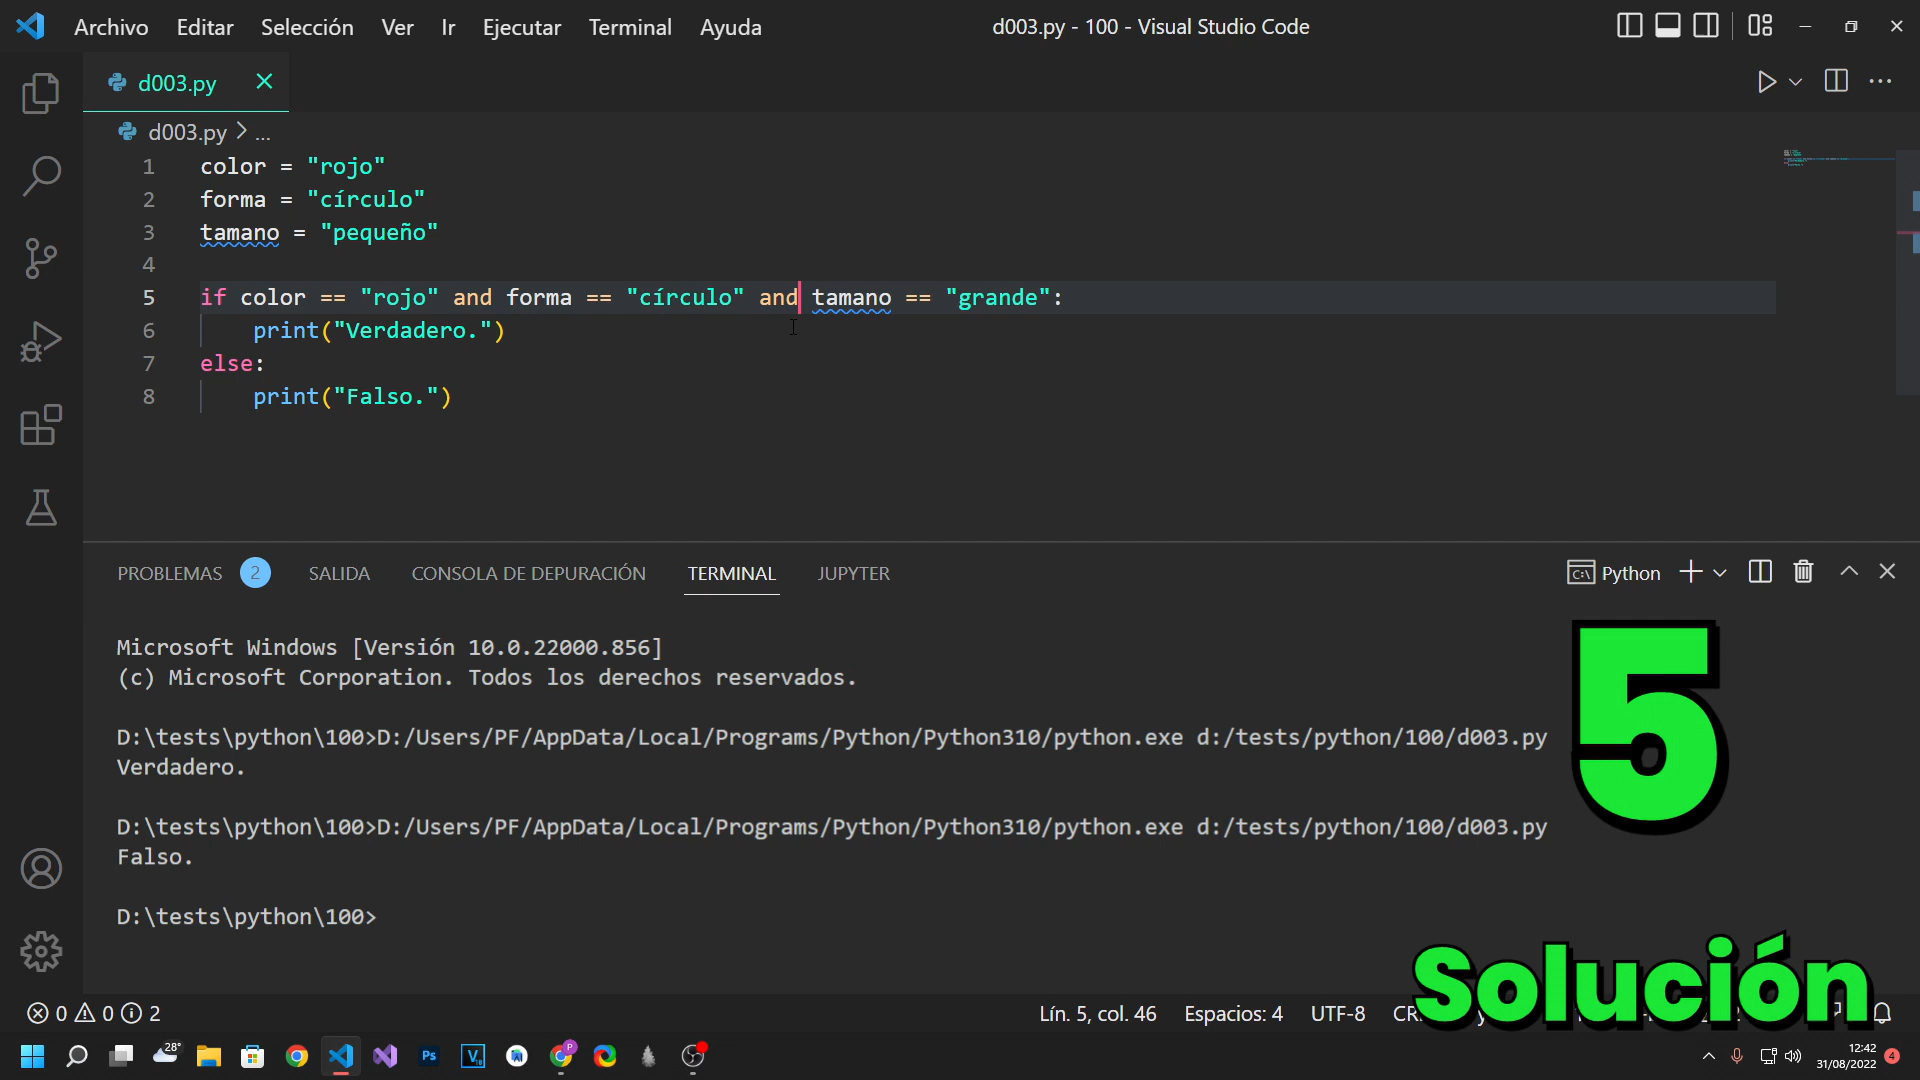 Archivo Editar Selección Ver Ir Ejecutar Terminal Ayuda
d003.py - 100 - Visual Studio Code
d003.py
d003.py > ...
1 color = "rojo"
2 forma = "círculo"
3 tamano = "pequeño"
4
5 if color == "rojo" and forma == "círculo" and tamano == "grande":
6     print("Verdadero.")
7 else:
8     print("Falso.")
PROBLEMAS 2 SALIDA CONSOLA DE DEPURACIÓN TERMINAL JUPYTER
Python
Microsoft Windows [Versión 10.0.22000.856]
(c) Microsoft Corporation. Todos los derechos reservados.
D:\tests\python\100>D:/Users/PF/AppData/Local/Programs/Python/Python310/python.exe d:/tests/python/100/d003.py
Verdadero.
D:\tests\python\100>D:/Users/PF/AppData/Local/Programs/Python/Python310/python.exe d:/tests/python/100/d003.py
Falso.
D:\tests\python\100>
5
Solución
0 0 2
Lín. 5, col. 46 Espacios: 4 UTF-8
28°
Ps
P
12:42
31/08/2022
4